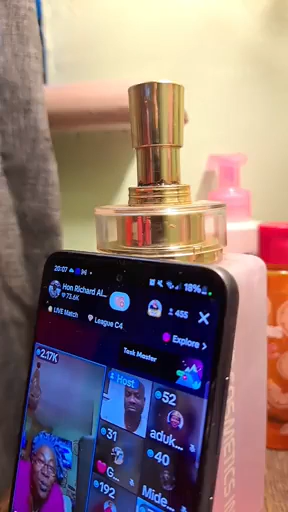 20:07
18%
Hon Richard Al...
73.6K
455
LIVE Match
League C4
Explore >
Task Master
2.17K
Host
52
aduk...
31
40
G...
Mide...
192